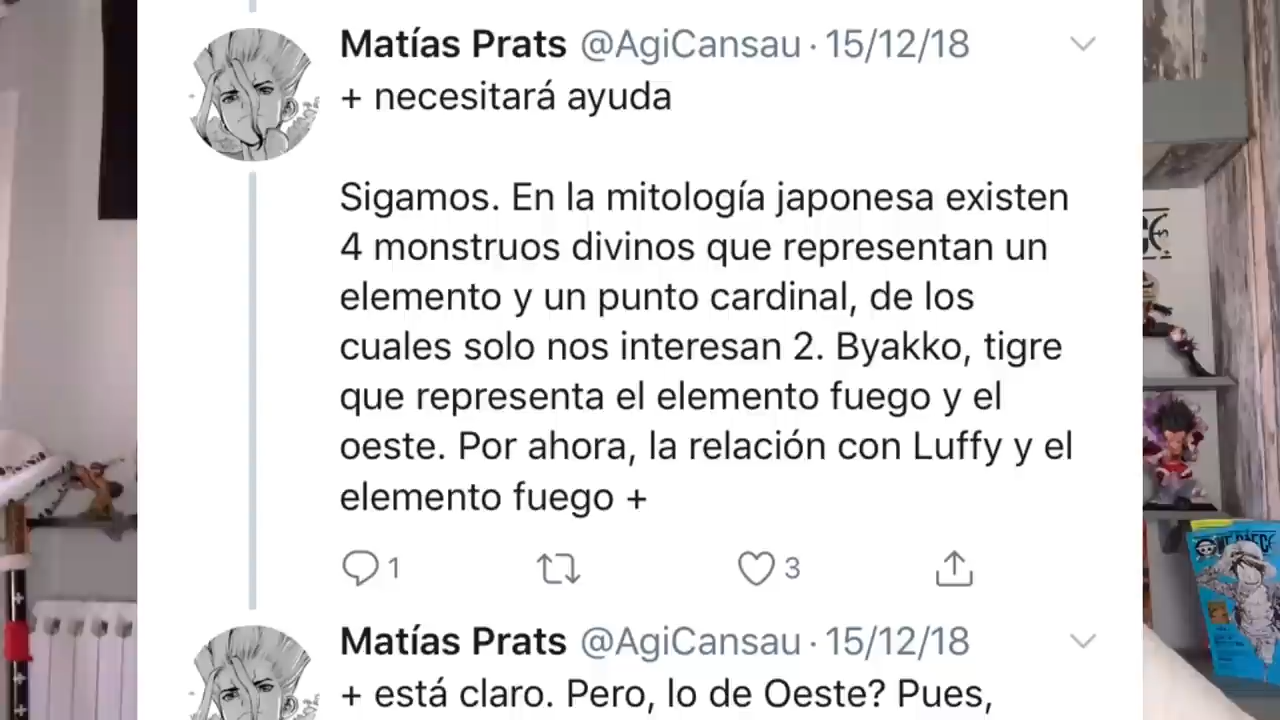 Matías Prats @AgiCansau · 15/12/18
+ necesitará ayuda
Sigamos. En la mitología japonesa existen
4 monstruos divinos que representan un
elemento y un punto cardinal, de los
cuales solo nos interesan 2. Byakko, tigre
que representa el elemento fuego y el
oeste. Por ahora, la relación con Luffy y el
elemento fuego +
1
3
Matías Prats @AgiCansau · 15/12/18
+ está claro. Pero, lo de Oeste? Pues,